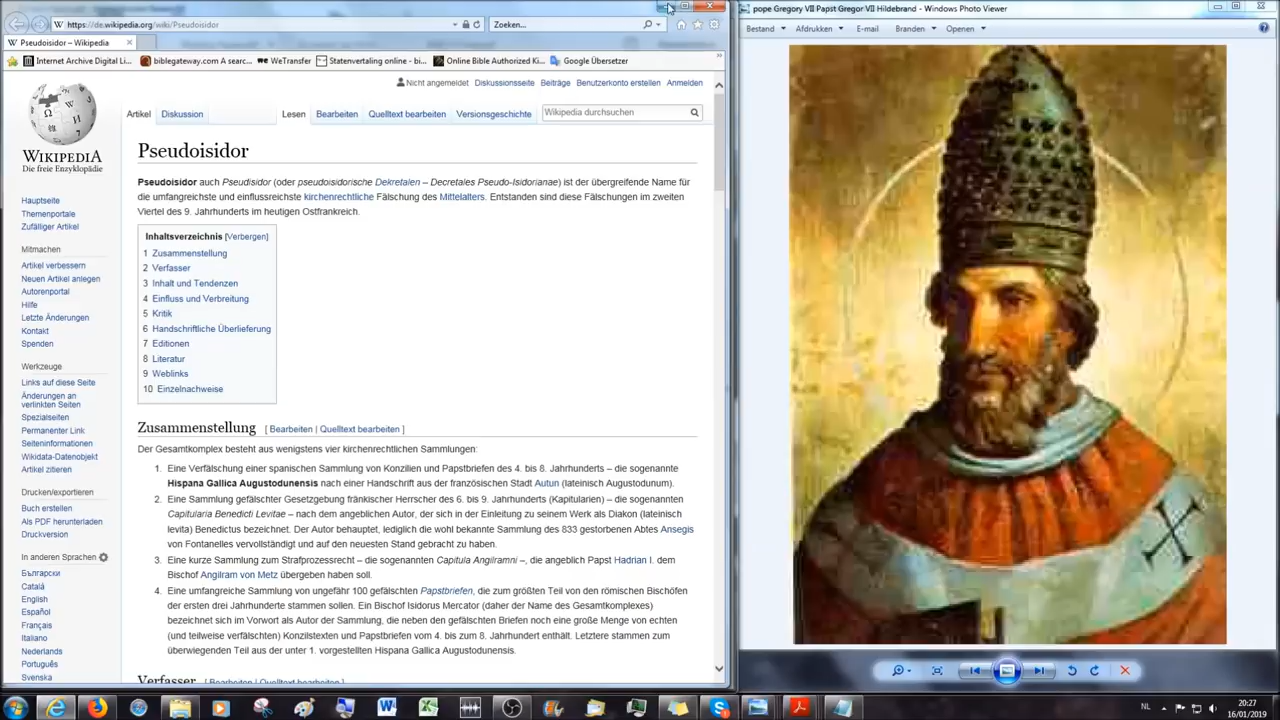 pope Gregory VII Papst Gregor VII Hildebrand - Windows Photo Viewer
https://de.wikipedia.org/wiki/Pseudoisidor
Zoeken...
Bestand
Afdrukken
E-mail
Branden
Openen
Pseudoisidor – Wikipedia
Internet Archive Digital Li...
biblegateway.com A searc...
WeTransfer
Statenvertaling online - bi...
Online Bible Authorized Ki...
Google Übersetzer
Nicht angemeldet
Diskussionsseite
Beiträge
Benutzerkonto erstellen
Anmelden
Artikel
Diskussion
Lesen
Bearbeiten
Quelltext bearbeiten
Versionsgeschichte
Wikipedia durchsuchen
WIKIPEDIA
Die freie Enzyklopädie
Hauptseite
Themenportale
Zufälliger Artikel
Mitmachen
Artikel verbessern
Neuen Artikel anlegen
Autorenportal
Hilfe
Letzte Änderungen
Kontakt
Spenden
Werkzeuge
Links auf diese Seite
Änderungen an
verlinkten Seiten
Spezialseiten
Permanenter Link
Seiteninformationen
Wikidata-Datenobjekt
Artikel zitieren
Drucken/exportieren
Buch erstellen
Als PDF herunterladen
Druckversion
In anderen Sprachen
Български
Català
English
Español
Français
Italiano
Nederlands
Português
Svenska
Pseudoisidor
Pseudoisidor auch Pseudisidor (oder pseudoisidorische Dekretalen – Decretales Pseudo-Isidorianae) ist der übergreifende Name für
die umfangreichste und einflussreichste kirchenrechtliche Fälschung des Mittelalters. Entstanden sind diese Fälschungen im zweiten
Viertel des 9. Jahrhunderts im heutigen Ostfrankreich.
Inhaltsverzeichnis [Verbergen]
1 Zusammenstellung
2 Verfasser
3 Inhalt und Tendenzen
4 Einfluss und Verbreitung
5 Kritik
6 Handschriftliche Überlieferung
7 Editionen
8 Literatur
9 Weblinks
10 Einzelnachweise
Zusammenstellung [ Bearbeiten | Quelltext bearbeiten ]
Der Gesamtkomplex besteht aus wenigstens vier kirchenrechtlichen Sammlungen:
1. Eine Verfälschung einer spanischen Sammlung von Konzilien und Papstbriefen des 4. bis 8. Jahrhunderts – die sogenannte
Hispana Gallica Augustodunensis nach einer Handschrift aus der französischen Stadt Autun (lateinisch Augustodunum).
2. Eine Sammlung gefälschter Gesetzgebung fränkischer Herrscher des 6. bis 9. Jahrhunderts (Kapitularien) – die sogenannten
Capitularia Benedicti Levitae – nach dem angeblichen Autor, der sich in der Einleitung zu seinem Werk als Diakon (lateinisch
levita) Benedictus bezeichnet. Der Autor behauptet, lediglich die wohl bekannte Sammlung des 833 gestorbenen Abtes Ansegis
von Fontanelles vervollständigt und auf den neuesten Stand gebracht zu haben.
3. Eine kurze Sammlung zum Strafprozessrecht – die sogenannten Capitula Angilramni –, die angeblich Papst Hadrian I. dem
Bischof Angilram von Metz übergeben haben soll.
4. Eine umfangreiche Sammlung von ungefähr 100 gefälschten Papstbriefen, die zum größten Teil von den römischen Bischöfen
der ersten drei Jahrhunderte stammen sollen. Ein Bischof Isidorus Mercator (daher der Name des Gesamtkomplexes)
bezeichnet sich im Vorwort als Autor der Sammlung, die neben den gefälschten Briefen noch eine große Menge von echten
(und teilweise verfälschten) Konzilstexten und Papstbriefen vom 4. bis zum 8. Jahrhundert enthält. Letztere stammen zum
überwiegenden Teil aus der unter 1. vorgestellten Hispana Gallica Augustodunensis.
Verfasser [ Bearbeiten | Quelltext bearbeiten ]
NL
20:27
16/01/2019